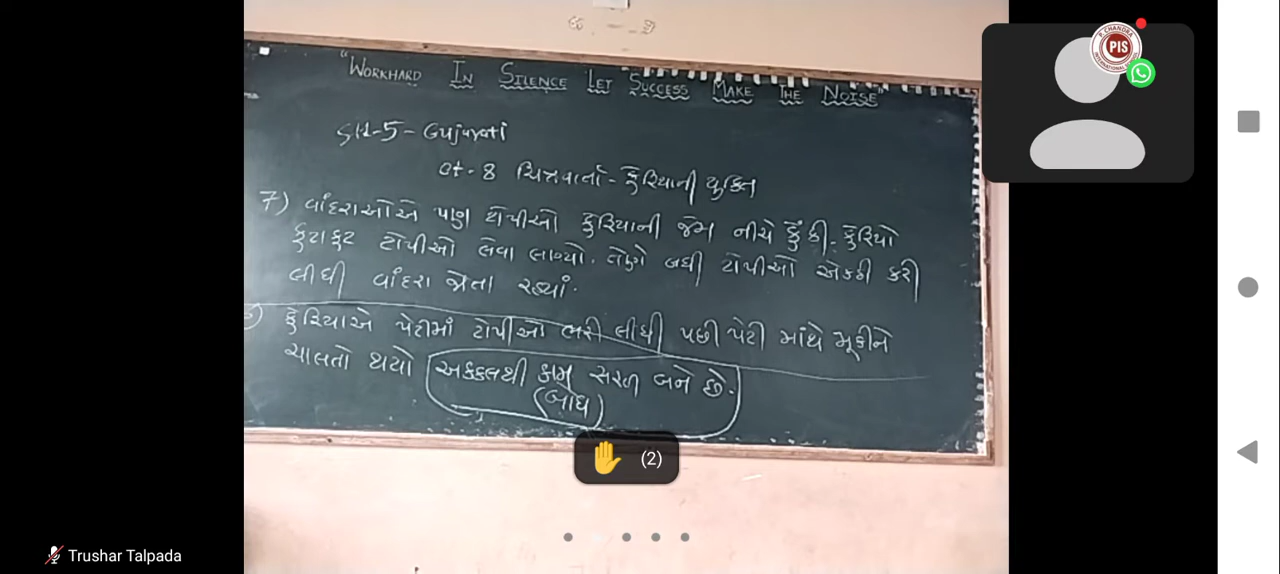 "WORKHARD IN SILENCE LET SUCCESS MAKE THE NOISE"
Std-5-Gujarati
ct-8 ચિત્રવાર્તા - ફેરિયાની યુક્તિ
7) વાંદરાઓએ પણ ટોપીઓ ફેરિયાની જેમ નીચે ફેંકી. ફેરિયો
ફટાફટ ટોપીઓ લેવા લાગ્યો. તેણે બધી ટોપીઓ એકઠી કરી
લીધી વાંદરા જોતા રહ્યાં.
ફેરિયાએ પેટીમાં ટોપીઓ ભરી લીધી પછી પેટી માંથે મૂકીને
ચાલતો થયો અક્કલથી કામ સરળ બને છે.
(બોધ)
P.CHANDRA
PIS
(2)
Trushar Talpada